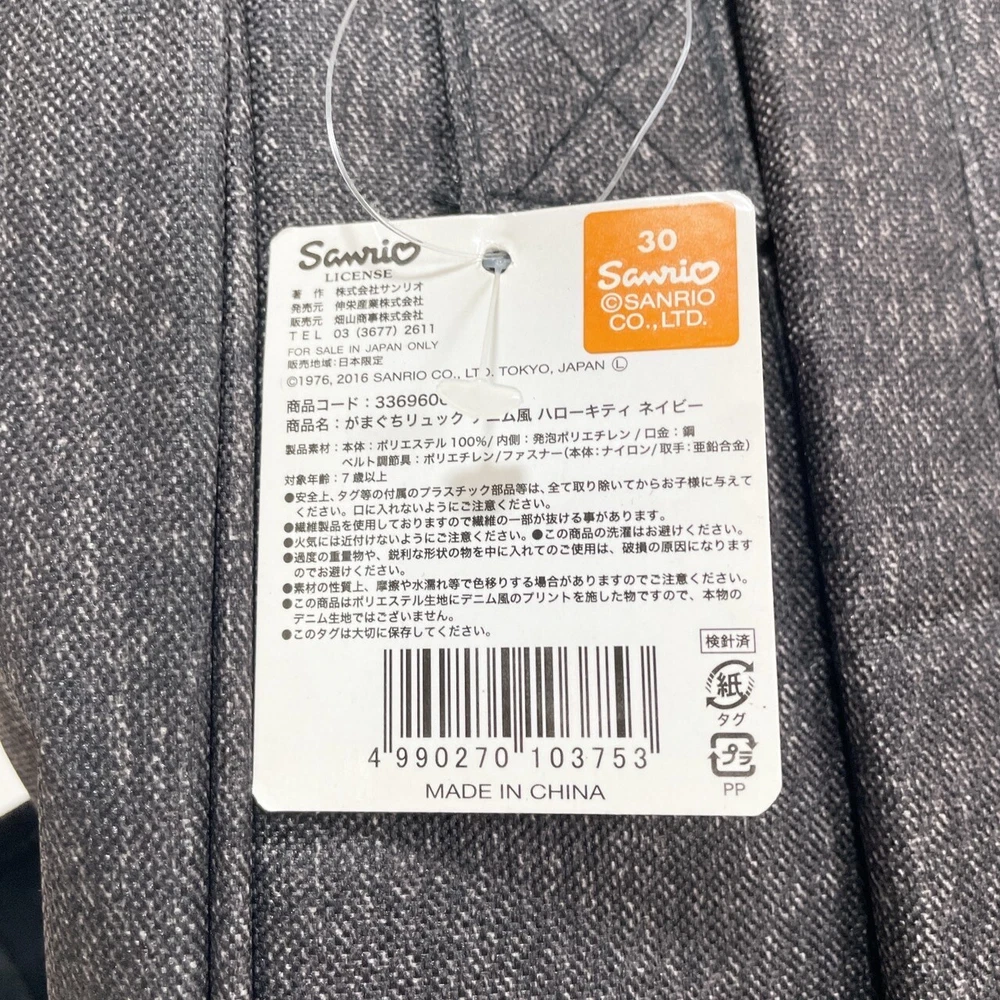 Sanrio
LICENSE
著 作 株式会社サンリオ
発売元 伸栄産業株式会社
販売元 畑山商事株式会社
TEL 03(3677)2611
FOR SALE IN JAPAN ONLY
販売地域:日本限定
©1976, 2016 SANRIO CO., LTD. TOKYO, JAPAN Ⓛ
30
Sanrio
©SANRIO
CO.,LTD.
商品コード:336960
商品名:がまぐちリュック デニム風 ハローキティ ネイビー
製品素材:本体:ポリエステル100%/内側:発泡ポリエチレン/口金:鋼
ベルト調節具:ポリエチレン/ファスナー(本体:ナイロン/取手:亜鉛合金)
対象年齢:7歳以上
●安全上、タグ等の付属のプラスチック部品等は、全て取り除いてからお子様に与えて
ください。口に入れないようにご注意ください。
●繊維製品を使用しておりますので繊維の一部が抜ける事があります。
●火気には近付けないようにご注意ください。●この商品の洗濯はお避けください。
●過度の重量物や、鋭利な形状の物を中に入れてのご使用は、破損の原因になります
のでお避けください。
●素材の性質上、摩擦や水濡れ等で色移りする場合がありますのでご注意ください。
●この商品はポリエステル生地にデニム風のプリントを施した物ですので、本物の
デニム生地ではございません。
●このタグは大切に保存してください。
検針済
紙
タグ
プラ
PP
4 990270 103753
MADE IN CHINA